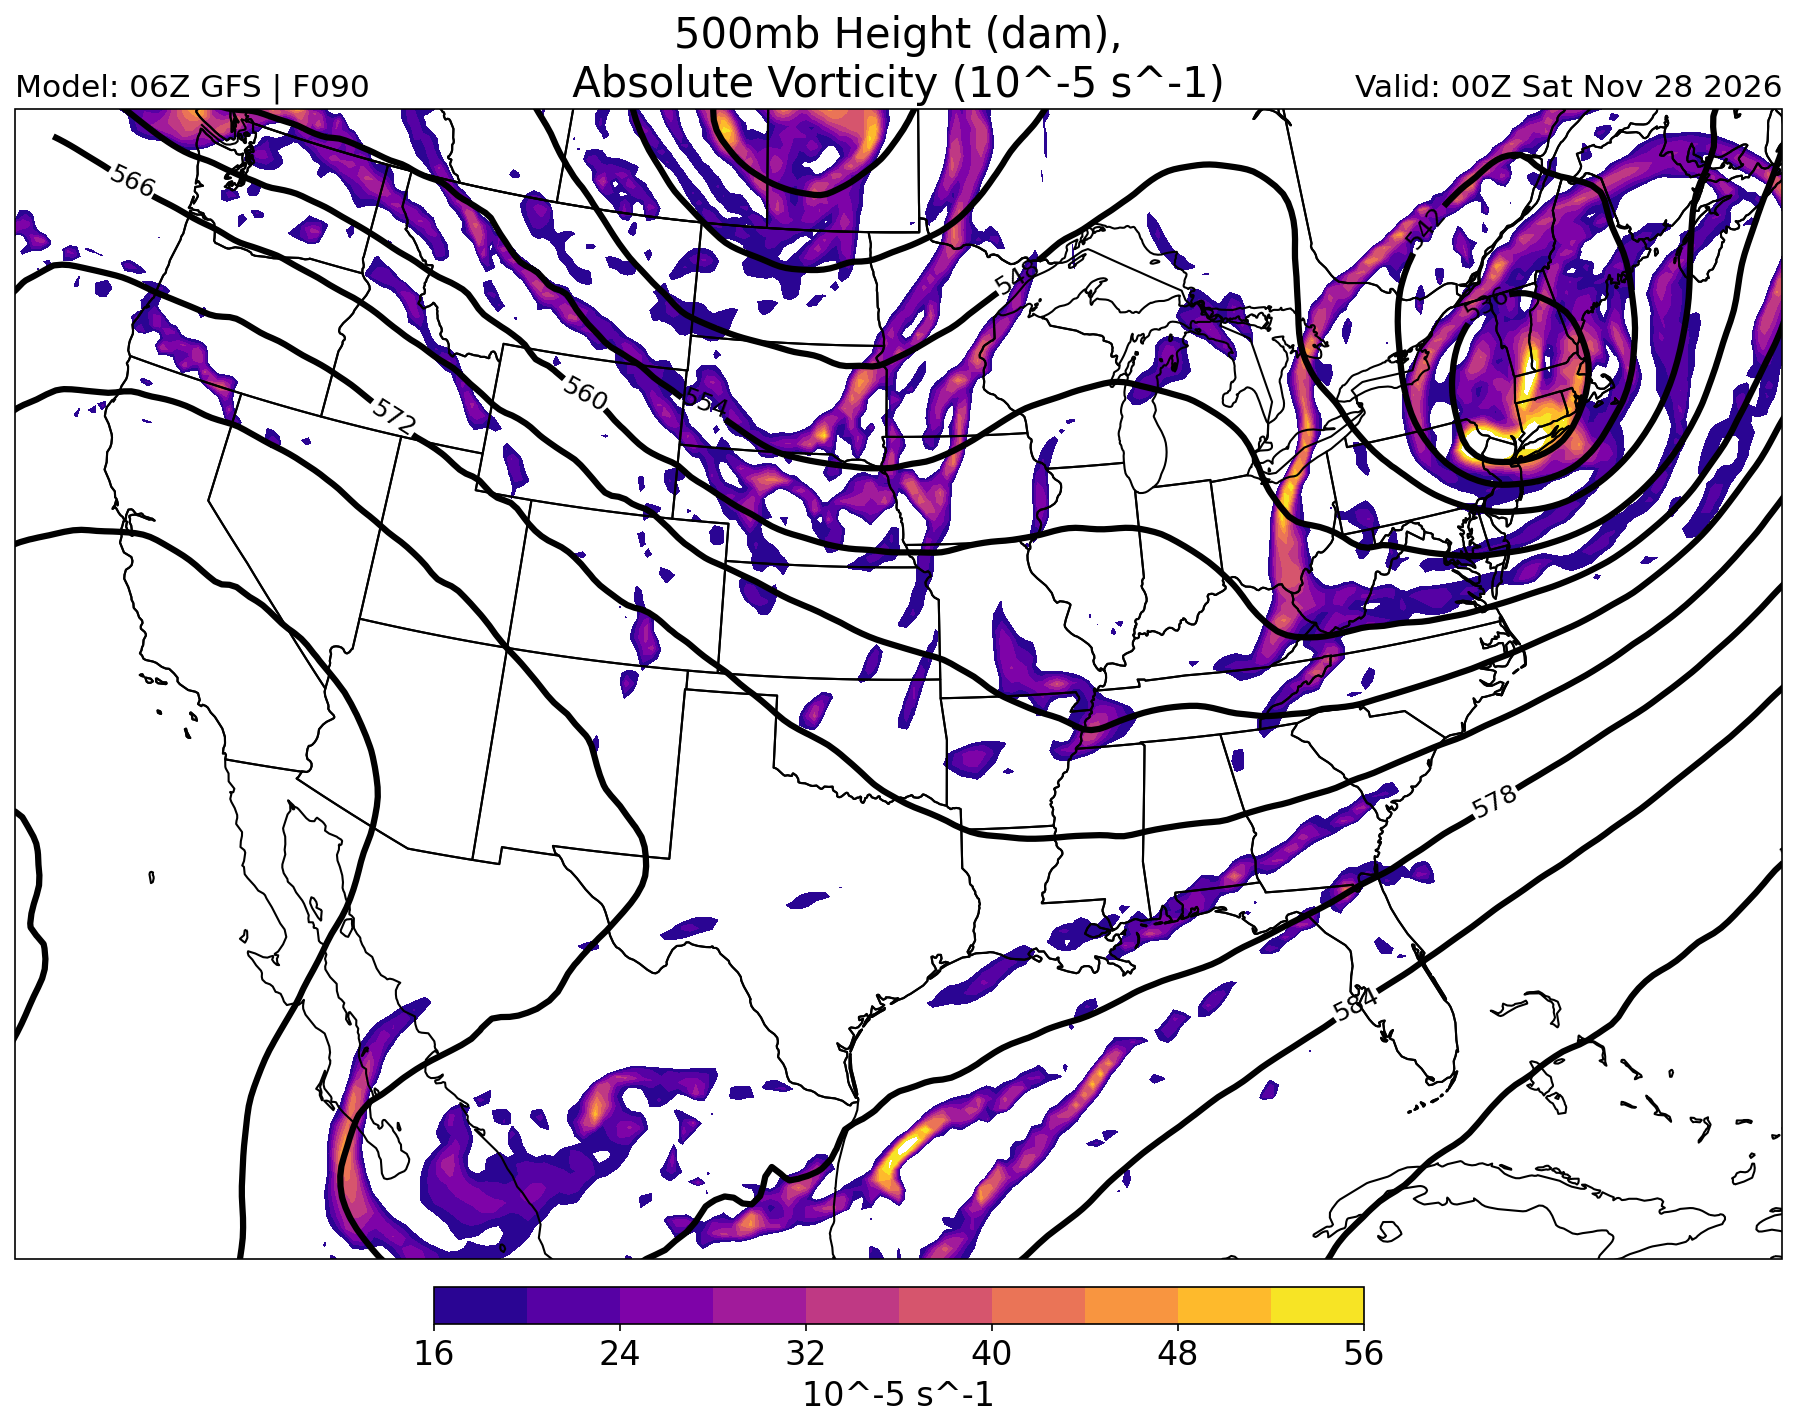 500mb Height (dam),
Model: 06Z GFS | F090
Absolute Vorticity (10^-5 s^-1)
Valid: 00Z Sat Nov 28 2026
566
542
548
572
560
554
578
584
16
24
32
40
48
56
10^-5 s^-1